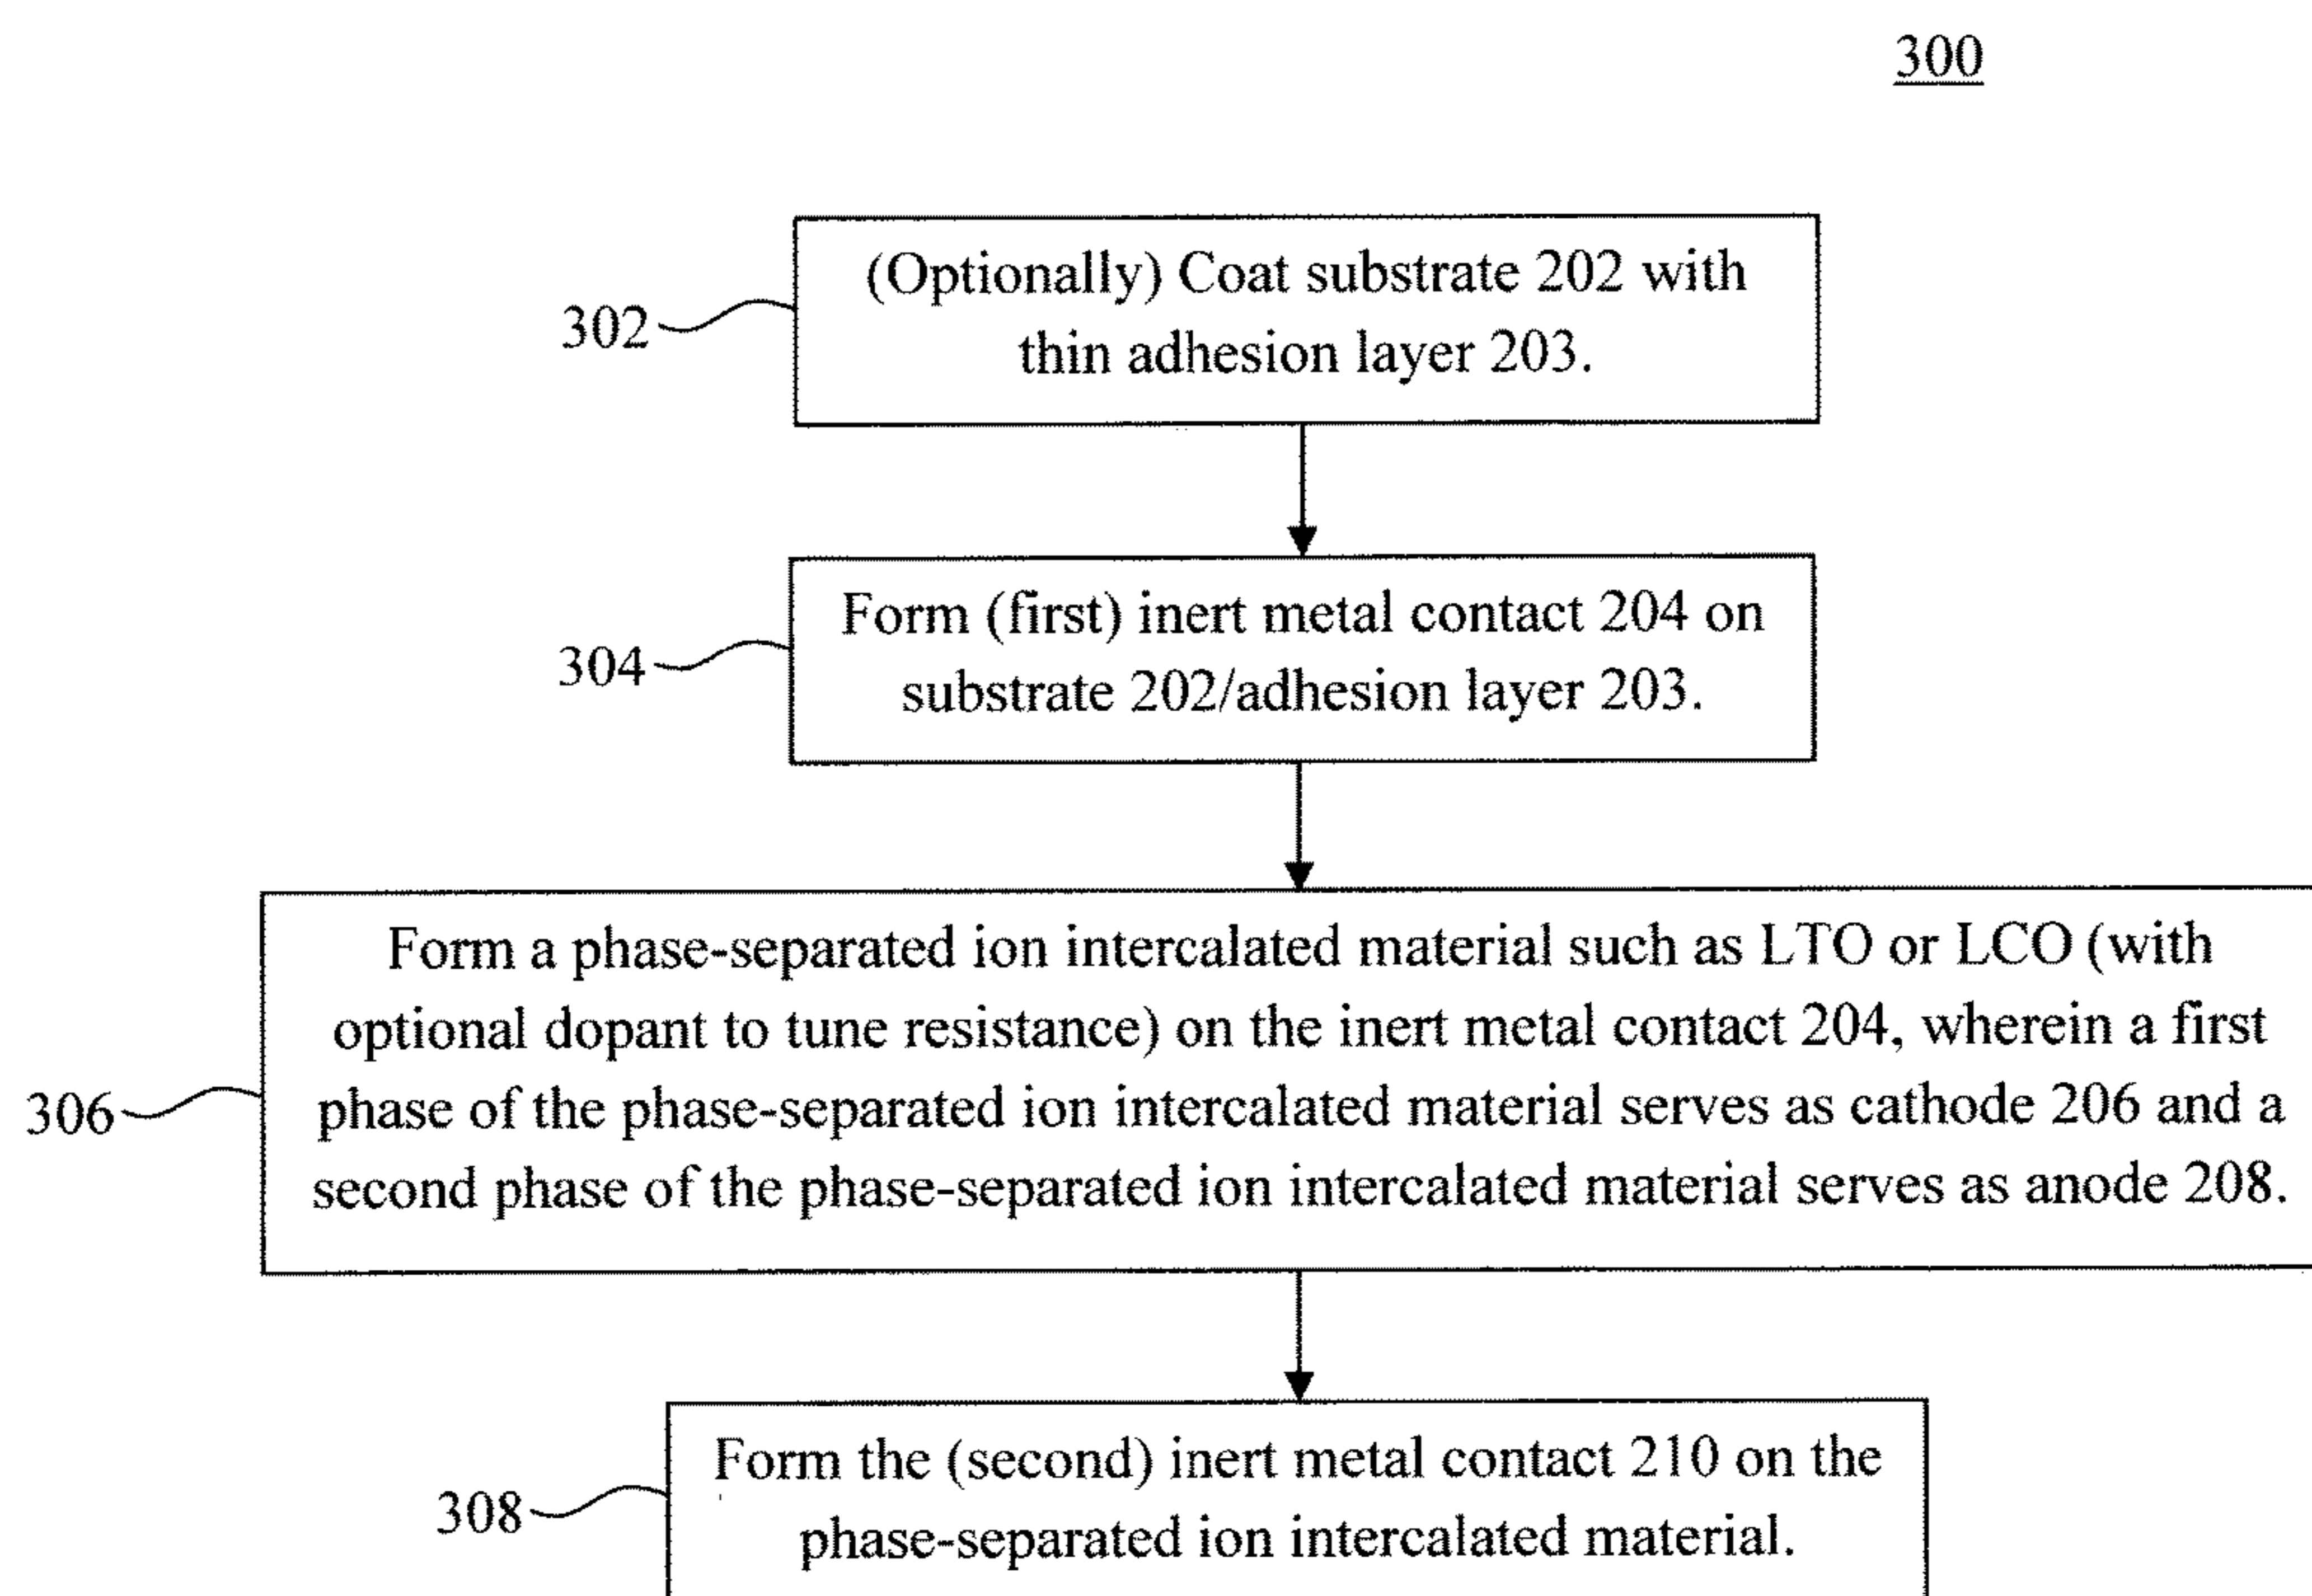 300
(Optionally) Coat substrate 202 with
thin adhesion layer 203.
302
Form (first) inert metal contact 204 on
substrate 202/adhesion layer 203.
304
Form a phase-separated ion intercalated material such as LTO or LCO (with
optional dopant to tune resistance) on the inert metal contact 204, wherein a first
phase of the phase-separated ion intercalated material serves as cathode 206 and a
second phase of the phase-separated ion intercalated material serves as anode 208.
306
Form the (second) inert metal contact 210 on the
phase-separated ion intercalated material.
308